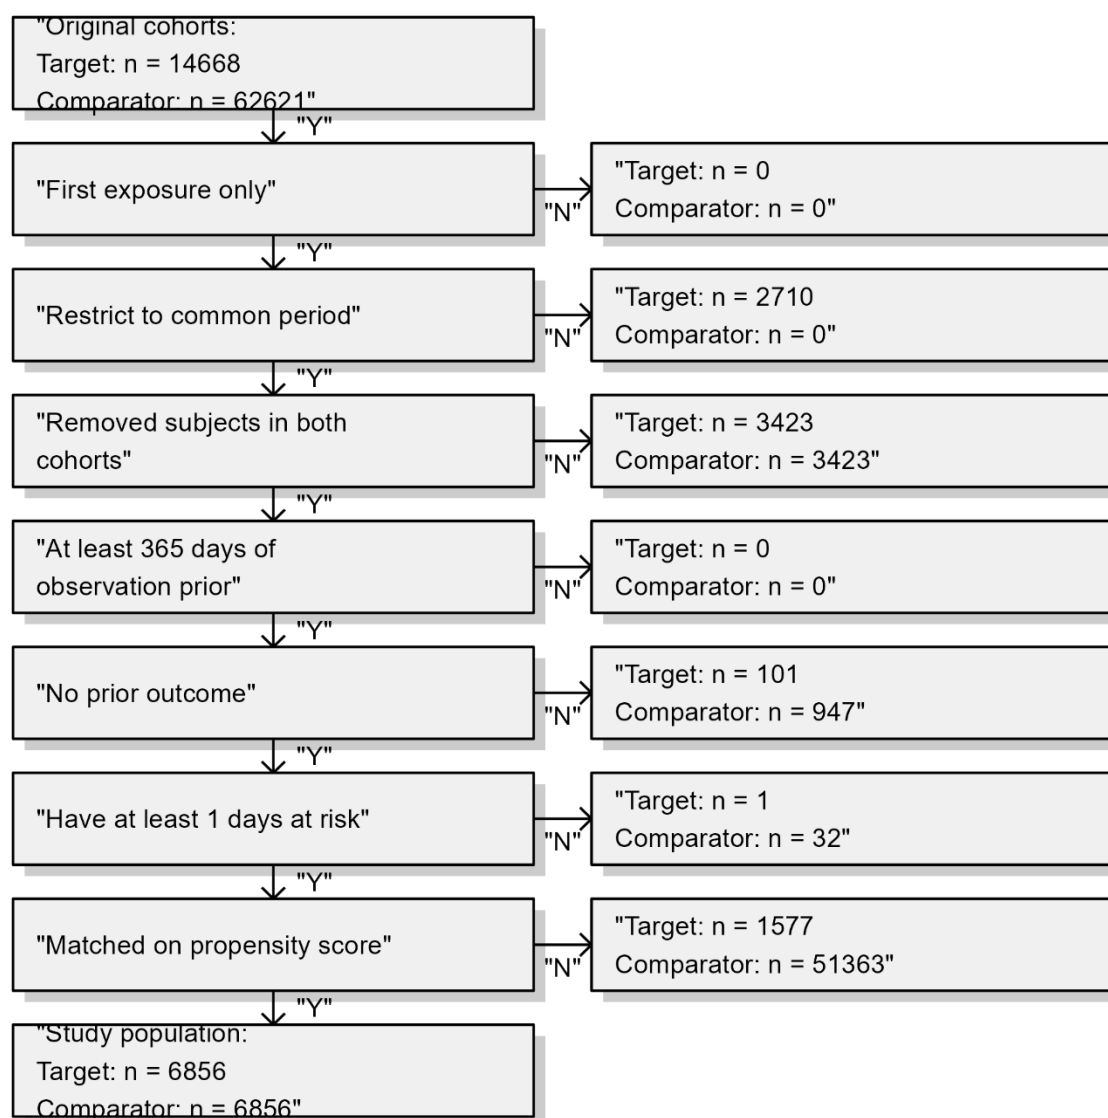 "Original cohorts:
Target: n = 14668
Comparator: n = 62621"
"Y"
"First exposure only"
"N"
"Target: n = 0
Comparator: n = 0"
"Y"
"Restrict to common period"
"N"
"Target: n = 2710
Comparator: n = 0"
"Y"
"Removed subjects in both
cohorts"
"N"
"Target: n = 3423
Comparator: n = 3423"
"Y"
"At least 365 days of
observation prior"
"N"
"Target: n = 0
Comparator: n = 0"
"Y"
"No prior outcome"
"N"
"Target: n = 101
Comparator: n = 947"
"Y"
"Have at least 1 days at risk"
"N"
"Target: n = 1
Comparator: n = 32"
"Y"
"Matched on propensity score"
"N"
"Target: n = 1577
Comparator: n = 51363"
"Y"
"Study population:
Target: n = 6856
Comparator: n = 6856"